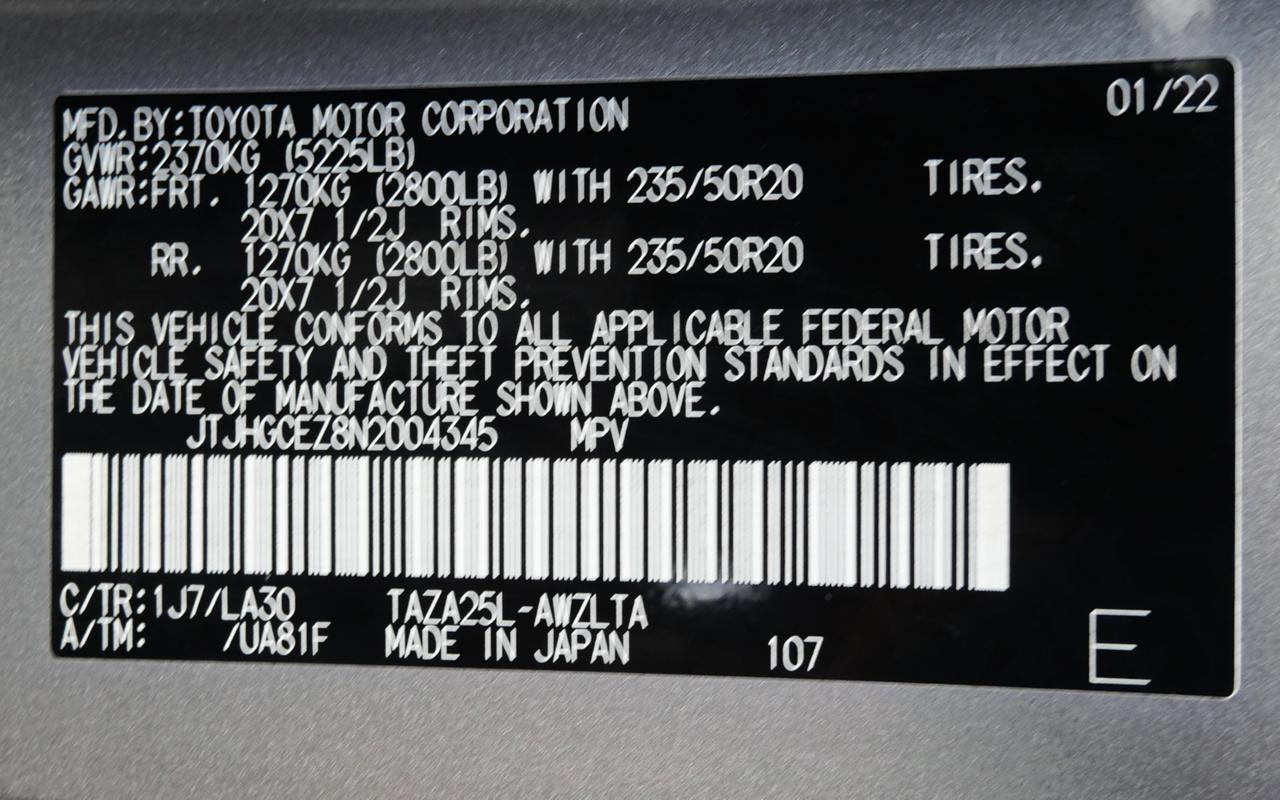 01/22
MFD.BY:TOYOTA MOTOR CORPORATION
GVWR:2370KG (5225LB)
GAWR:FRT. 1270KG (2800LB) WITH 235/50R20 TIRES.
20X7 1/2J RIMS.
RR. 1270KG (2800LB) WITH 235/50R20 TIRES.
20X7 1/2J RIMS.
THIS VEHICLE CONFORMS TO ALL APPLICABLE FEDERAL MOTOR
VEHICLE SAFETY AND THEFT PREVENTION STANDARDS IN EFFECT ON
THE DATE OF MANUFACTURE SHOWN ABOVE.
JTJHGCEZ8N2004345 MPV
C/TR:1J7/LA30 TAZA25L-AWZLTA
A/TM: /UA81F MADE IN JAPAN 107
E